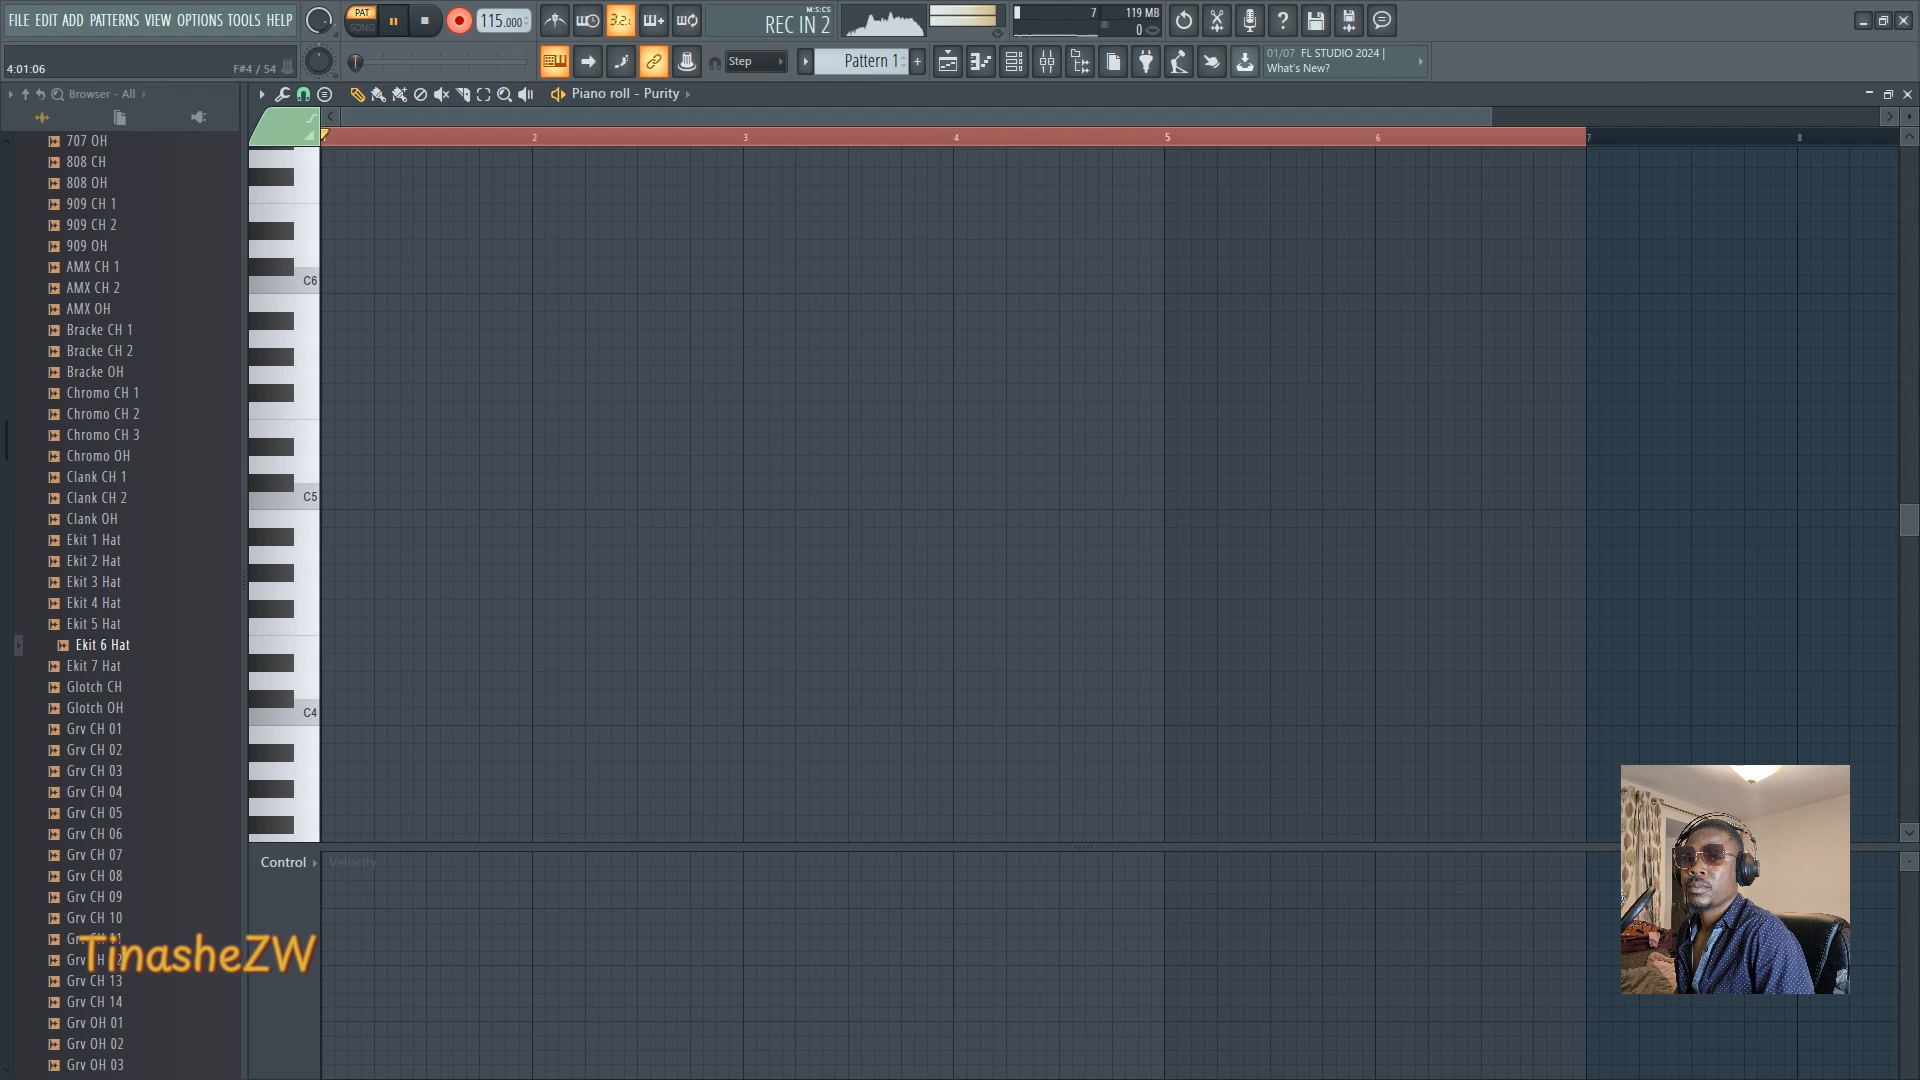 FILE EDIT ADD PATTERNS VIEW OPTIONS TOOLS HELP
PAT
SONG
115.000
3.2.1
M:S:CS
REC IN 2
7
119 MB
0
4:01:06
F#4 / 54
Step
Pattern 1
01/07 FL STUDIO 2024 |
What's New?
Browser - All
Piano roll - Purity
2
3
4
5
6
7
8
707 OH
808 CH
808 OH
909 CH 1
909 CH 2
909 OH
AMX CH 1
AMX CH 2
AMX OH
Bracke CH 1
Bracke CH 2
Bracke OH
Chromo CH 1
Chromo CH 2
Chromo CH 3
Chromo OH
Clank CH 1
Clank CH 2
Clank OH
Ekit 1 Hat
Ekit 2 Hat
Ekit 3 Hat
Ekit 4 Hat
Ekit 5 Hat
Ekit 6 Hat
Ekit 7 Hat
Glotch CH
Glotch OH
Grv CH 01
Grv CH 02
Grv CH 03
Grv CH 04
Grv CH 05
Grv CH 06
Grv CH 07
Grv CH 08
Grv CH 09
Grv CH 10
TinasheZW
Grv CH 13
Grv CH 14
Grv OH 01
Grv OH 02
Grv OH 03
C6
C5
C4
Control
Velocity